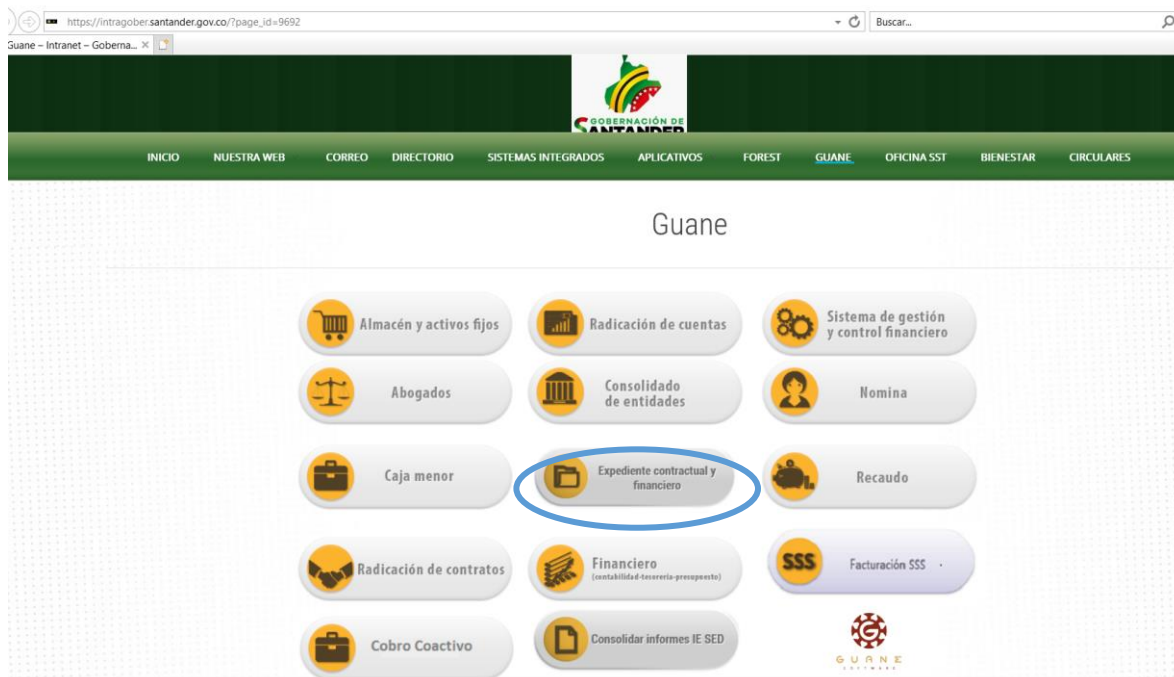 https://intragober.santander.gov.co/?page_id=9692
Buscar...
Guane – Intranet – Goberna...
GOBERNACIÓN DE
SANTANDER
INICIO NUESTRA WEB CORREO DIRECTORIO SISTEMAS INTEGRADOS APLICATIVOS FOREST GUANE OFICINA SST BIENESTAR CIRCULARES
Guane
Almacén y activos fijos
Radicación de cuentas
Sistema de gestión
y control financiero
Abogados
Consolidado
de entidades
Nomina
Caja menor
Expediente contractual y
financiero
Recaudo
Radicación de contratos
Financiero
(contabilidad-tesorería-presupuesto)
SSS
Facturación SSS
Cobro Coactivo
Consolidar informes IE SED
GUANE
SOFTWARE